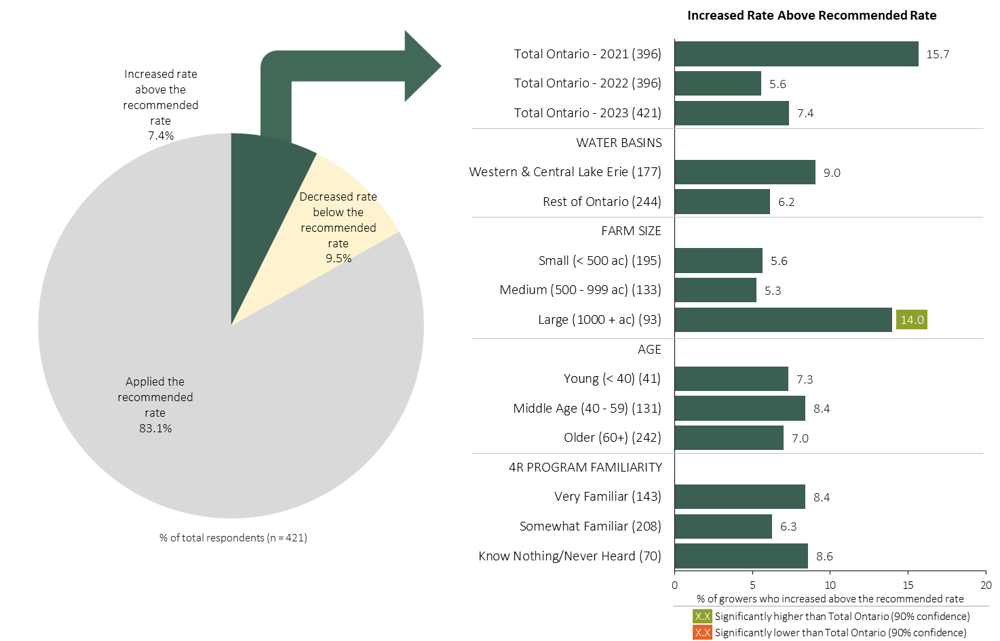 Increased rate
above the
recommended
rate
7.4%
Decreased rate
below the
recommended
rate
9.5%
Applied the
recommended
rate
83.1%
% of total respondents (n = 421)
Increased Rate Above Recommended Rate
Total Ontario - 2021 (396) 15.7
Total Ontario - 2022 (396) 5.6
Total Ontario - 2023 (421) 7.4
WATER BASINS
Western & Central Lake Erie (177) 9.0
Rest of Ontario (244) 6.2
FARM SIZE
Small (< 500 ac) (195) 5.6
Medium (500 - 999 ac) (133) 5.3
Large (1000 + ac) (93) 14.0
AGE
Young (< 40) (41) 7.3
Middle Age (40 - 59) (131) 8.4
Older (60+) (242) 7.0
4R PROGRAM FAMILIARITY
Very Familiar (143) 8.4
Somewhat Familiar (208) 6.3
Know Nothing/Never Heard (70) 8.6
0 5 10 15 20
% of growers who increased above the recommended rate
X.X Significantly higher than Total Ontario (90% confidence)
X.X Significantly lower than Total Ontario (90% confidence)